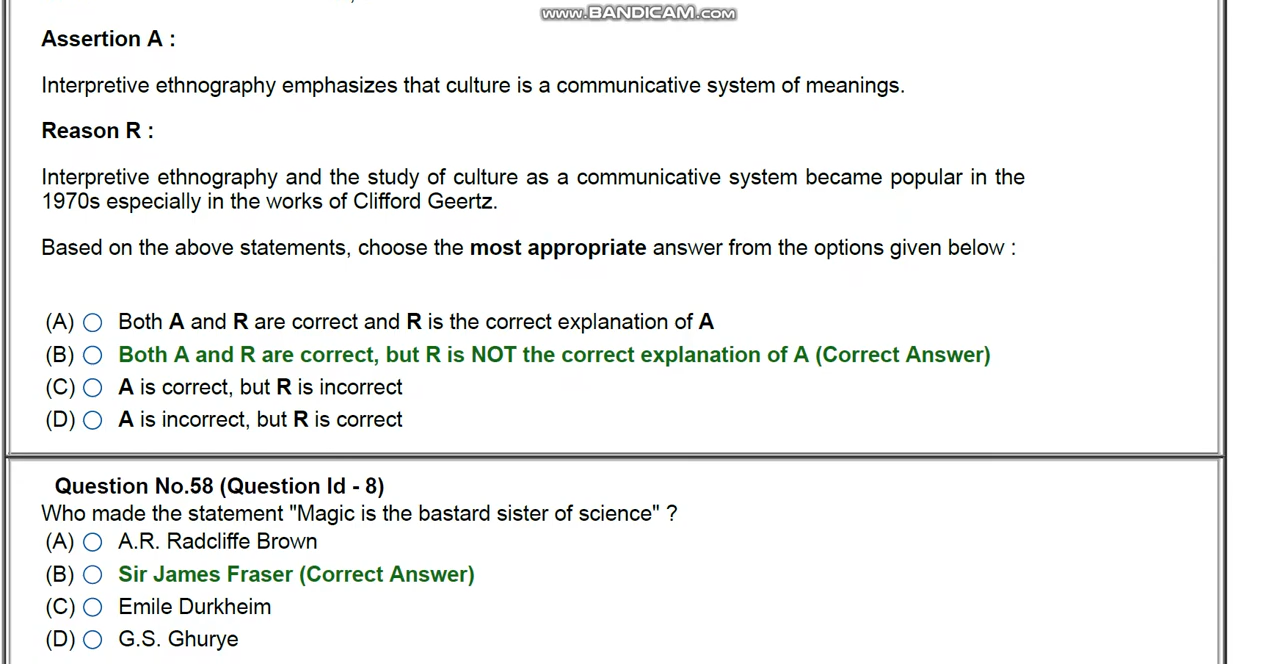 www.BANDICAM.com
Assertion A :
Interpretive ethnography emphasizes that culture is a communicative system of meanings.
Reason R :
Interpretive ethnography and the study of culture as a communicative system became popular in the
1970s especially in the works of Clifford Geertz.
Based on the above statements, choose the most appropriate answer from the options given below :
(A) Both A and R are correct and R is the correct explanation of A
(B) Both A and R are correct, but R is NOT the correct explanation of A (Correct Answer)
(C) A is correct, but R is incorrect
(D) A is incorrect, but R is correct
Question No.58 (Question Id - 8)
Who made the statement "Magic is the bastard sister of science" ?
(A) A.R. Radcliffe Brown
(B) Sir James Fraser (Correct Answer)
(C) Emile Durkheim
(D) G.S. Ghurye